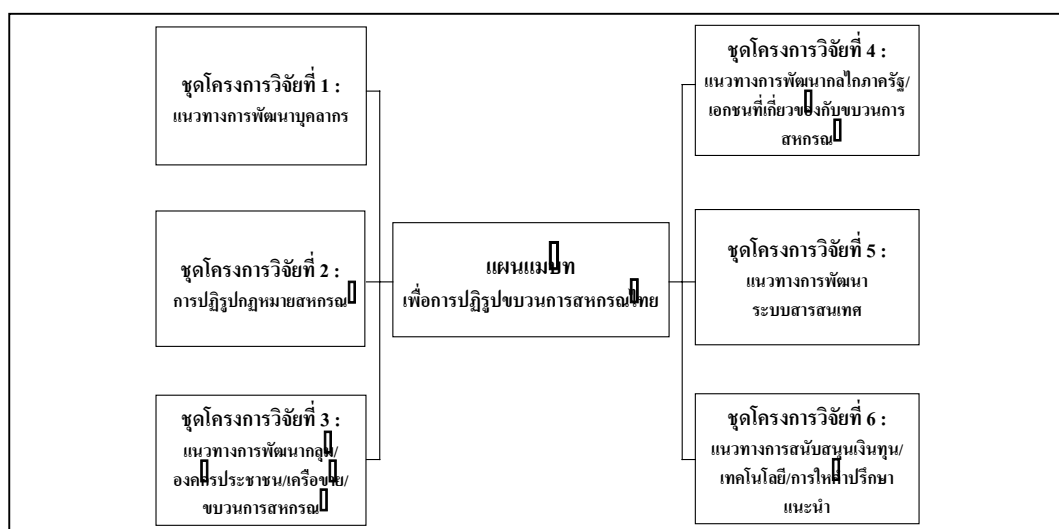 ชุดโครงการวิจัยที่ 1 :
แนวทางการพัฒนาบุคลากร
ชุดโครงการวิจัยที่ 2 :
การปฏิรูปกฏหมายสหกรณ์
ชุดโครงการวิจัยที่ 3 :
แนวทางการพัฒนากลุ่ม/
องค์กรประชาชน/เครือข่าย/
ขบวนการสหกรณ์
แผนแม่บท
เพื่อการปฏิรูปขบวนการสหกรณ์ไทย
ชุดโครงการวิจัยที่ 4 :
แนวทางการพัฒนากลไกภาครัฐ/
เอกชนที่เกี่ยวข้องกับขบวนการ
สหกรณ์
ชุดโครงการวิจัยที่ 5 :
แนวทางการพัฒนา
ระบบสารสนเทศ
ชุดโครงการวิจัยที่ 6 :
แนวทางการสนับสนุนเงินทุน/
เทคโนโลยี/การให้คำปรึกษา
แนะนำ